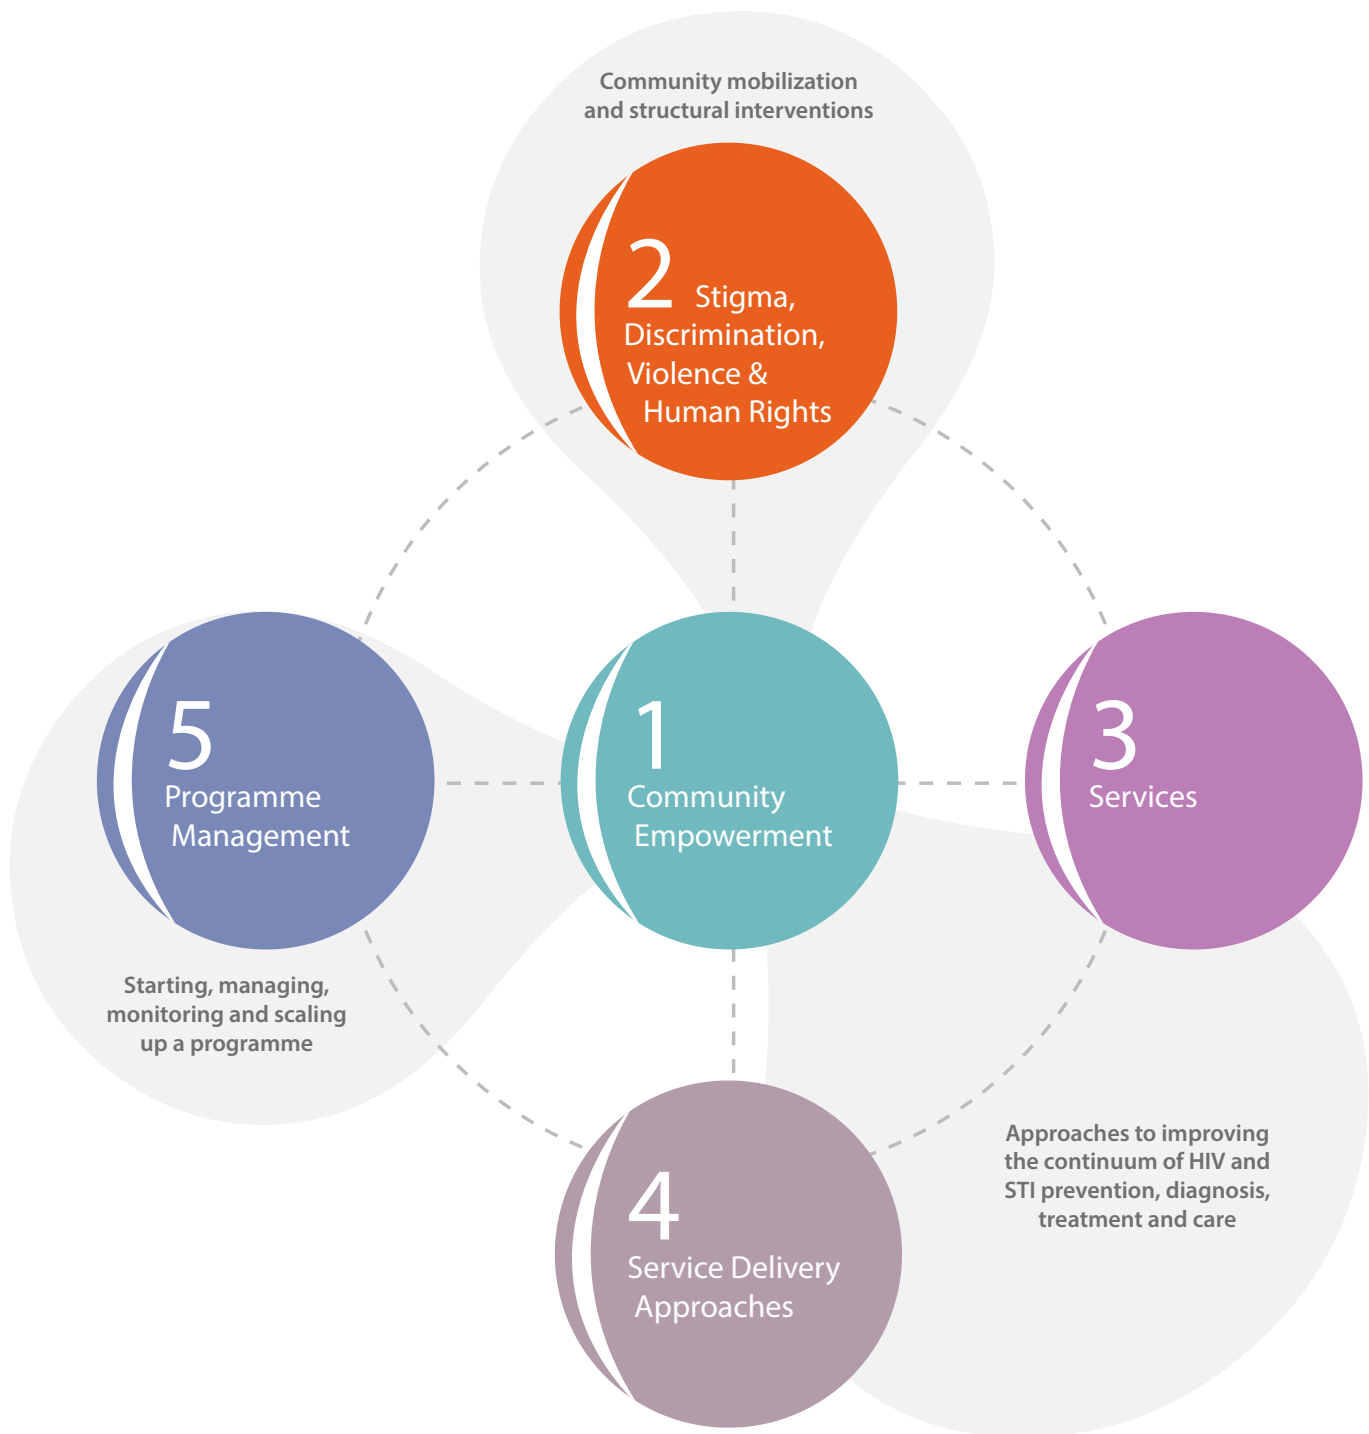 Community mobilization
and structural interventions
2 Stigma,
Discrimination,
Violence &
Human Rights
5
Programme
Management
1
Community
Empowerment
3
Services
Starting, managing,
monitoring and scaling
up a programme
Approaches to improving
the continuum of HIV and
STI prevention, diagnosis,
treatment and care
4
Service Delivery
Approaches